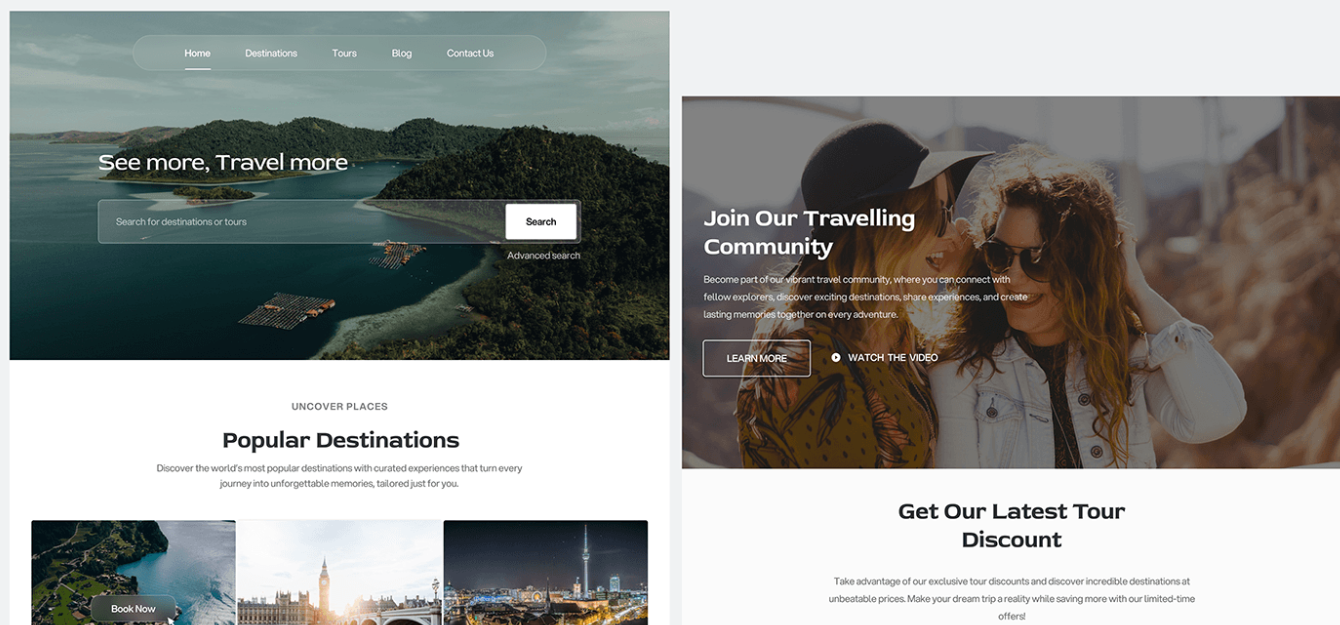 Home Destinations Tours Blog Contact Us
See more, Travel more
Search for destinations or tours
Search
Advanced search
UNCOVER PLACES
Popular Destinations
Discover the world's most popular destinations with curated experiences that turn every
journey into unforgettable memories, tailored just for you.
Book Now
Join Our Travelling
Community
Become part of our vibrant travel community, where you can connect with
fellow explorers, discover exciting destinations, share experiences, and create
lasting memories together on every adventure.
LEARN MORE
WATCH THE VIDEO
Get Our Latest Tour
Discount
Take advantage of our exclusive tour discounts and discover incredible destinations at
unbeatable prices. Make your dream trip a reality while saving more with our limited-time
offers!